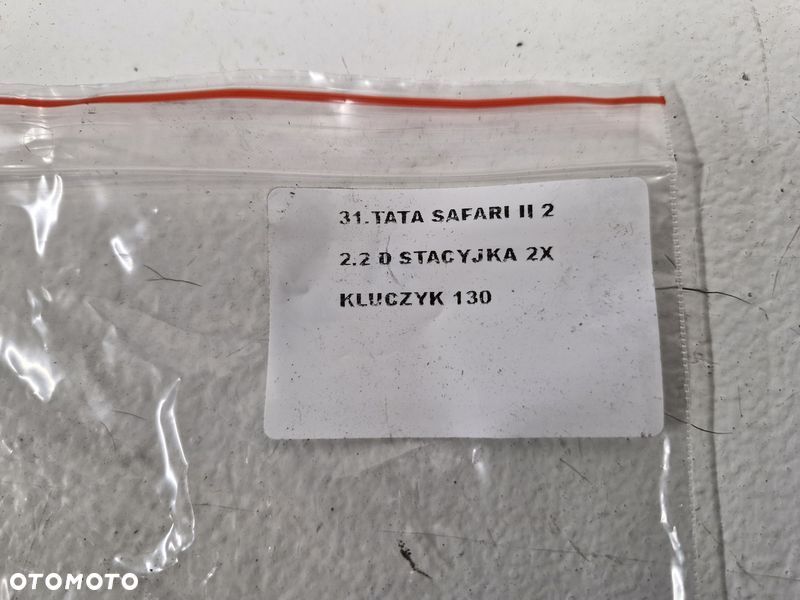 31.TATA SAFARI II 2
2.2 D STACYJKA 2X
KLUCZYK 130
OTOMOTO